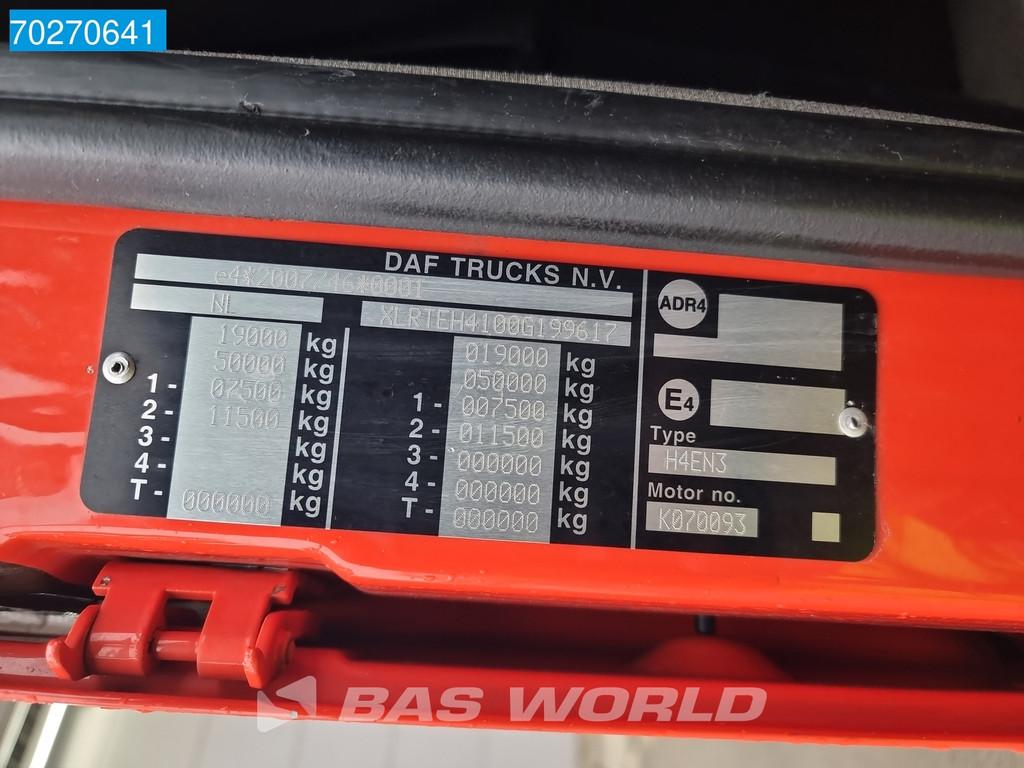 70270641
DAF TRUCKS N.V.
e4*2007/46*0001
NL
XLRTEH4100G199617
19000 kg
50000 kg
1- 07500 kg
2- 11500 kg
3- kg
4- kg
T- 000000 kg
019000 kg
050000 kg
1- 007500 kg
2- 011500 kg
3- 000000 kg
4- 000000 kg
T- 000000 kg
ADR4
E4
Type
H4EN3
Motor no.
K070093
BAS WORLD